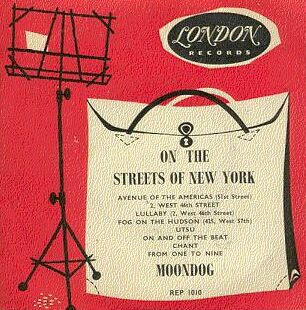 LONDON
RECORDS
ON THE
STREETS OF NEW YORK
AVENUE OF THE AMERICAS (51st Street)
2, WEST 46th STREET
LULLABY (2, West 46th Street)
FOG ON THE HUDSON (425, West 57th)
UTSU
ON AND OFF THE BEAT
CHANT
FROM ONE TO NINE
MOONDOG
REP 1010